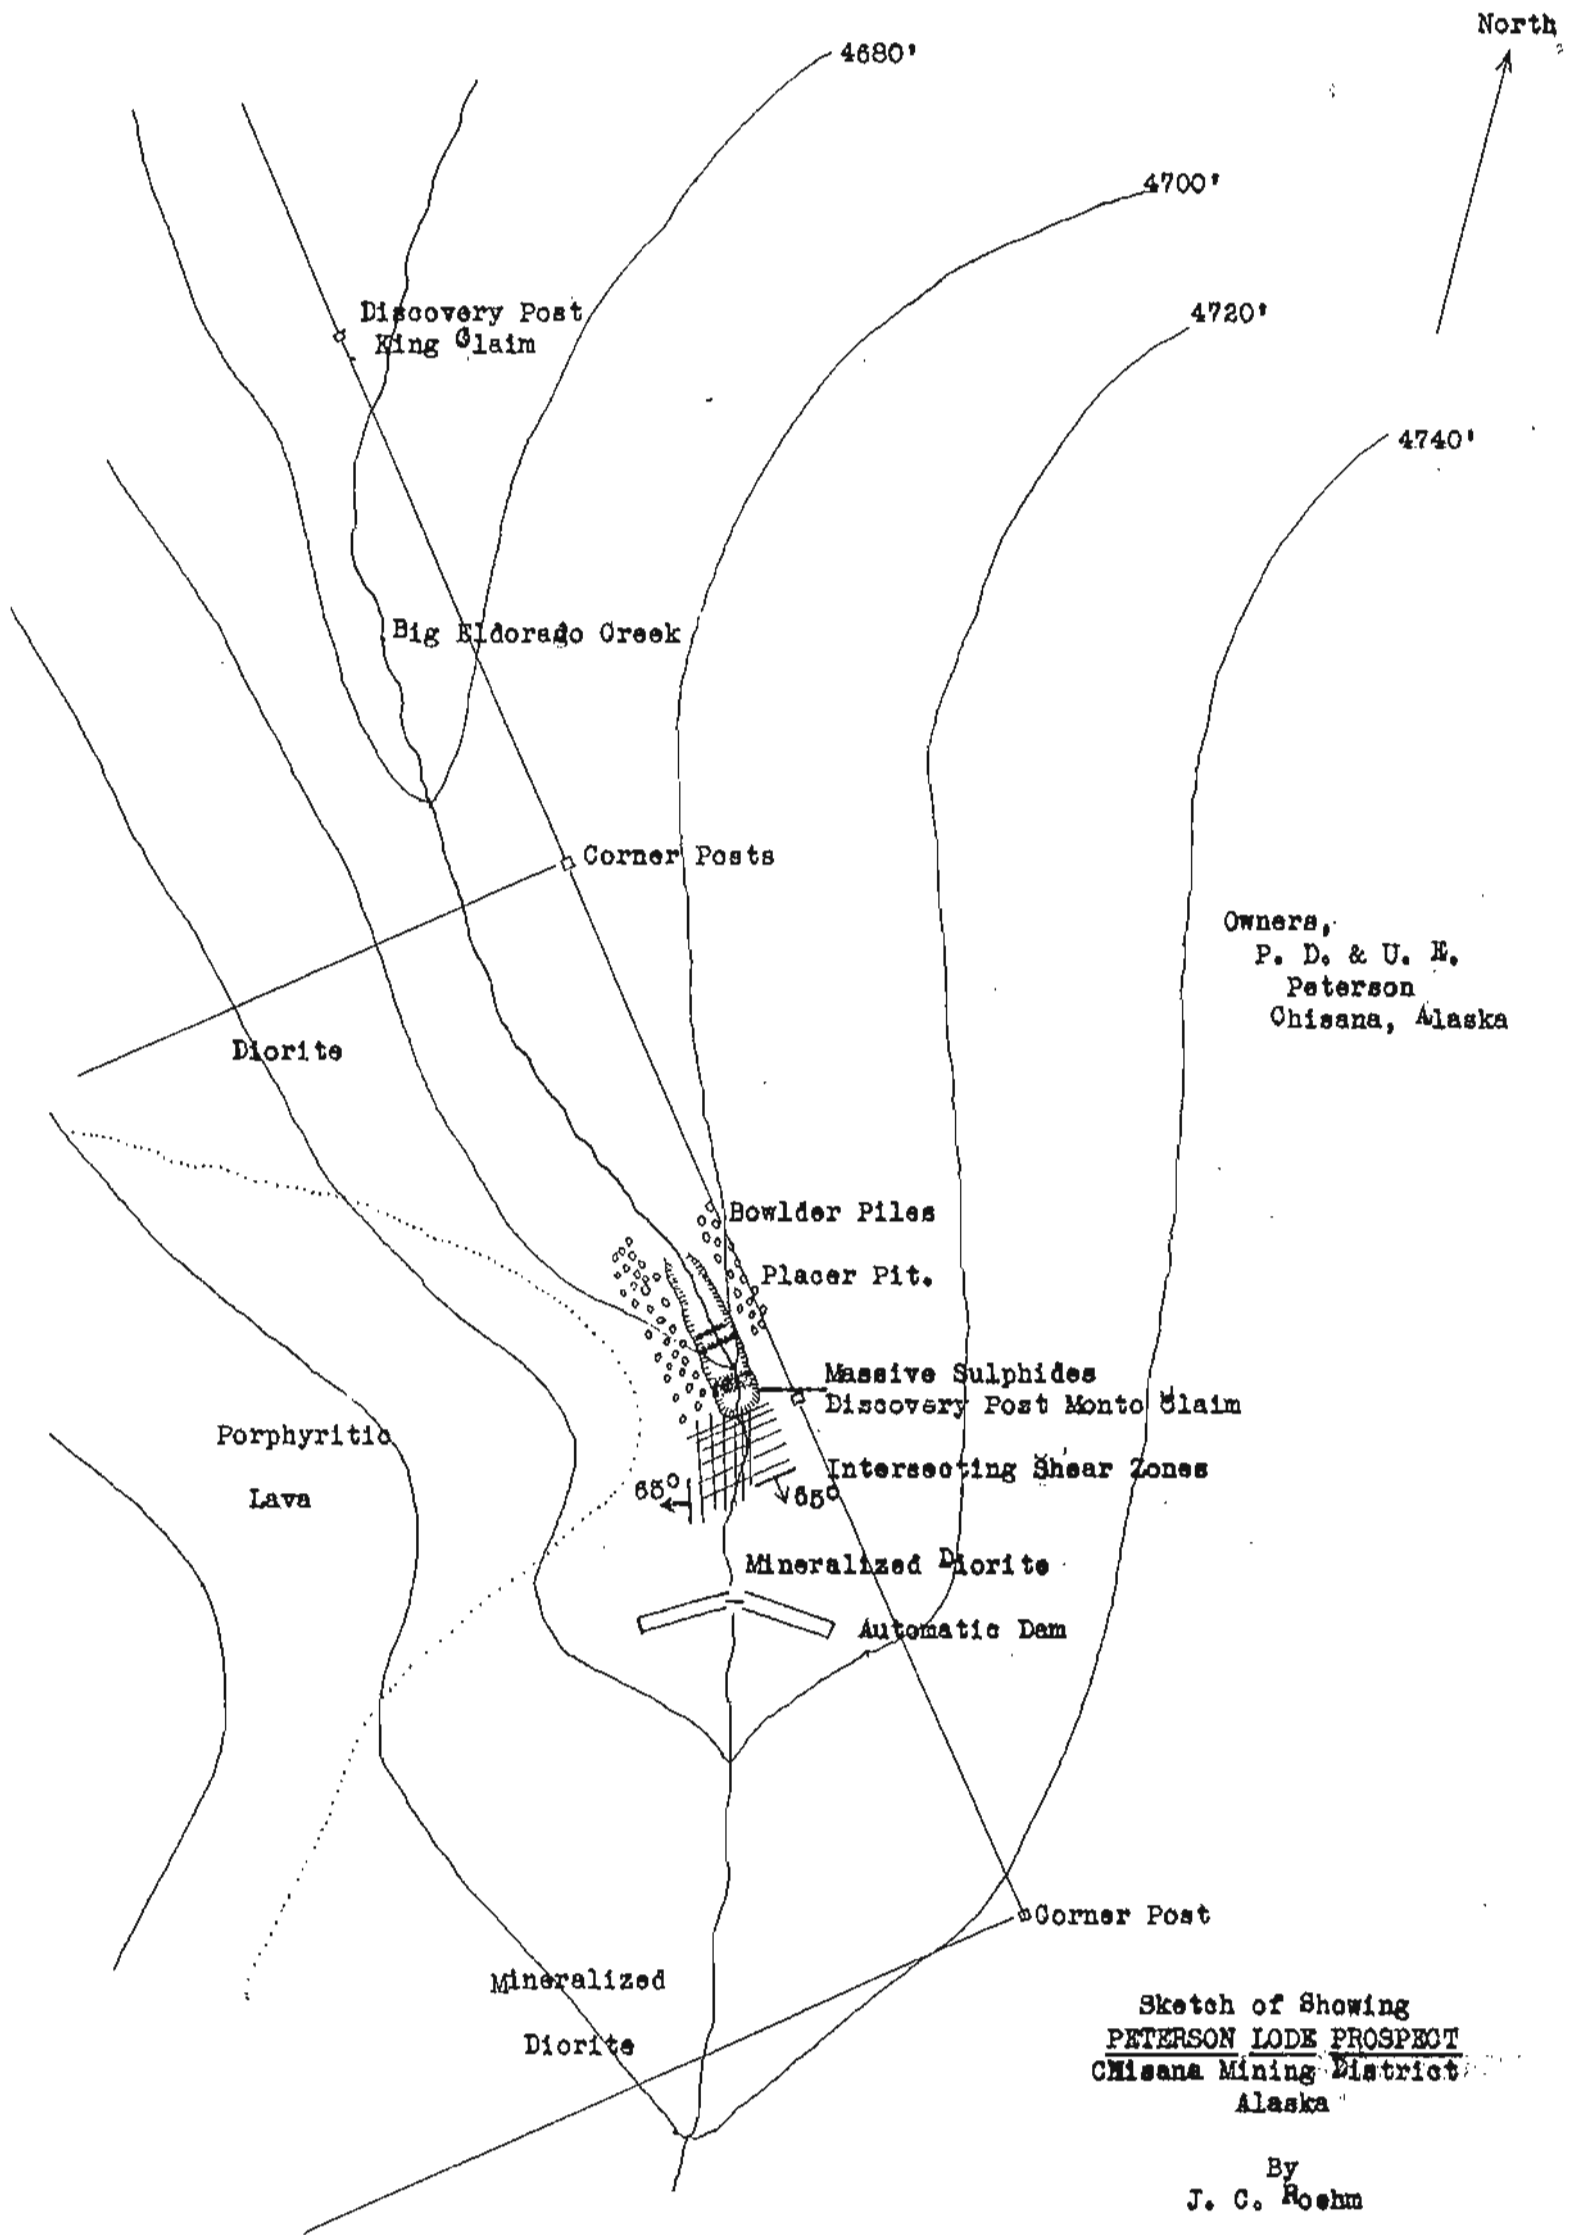 North
4680'
4700'
4720'
4740'
Discovery Post
King Claim
Big Eldorado Creek
Corner Posts
Owners,
P. D. & U. E.
Peterson
Chisana, Alaska
Diorite
Bowlder Piles
Placer Pit.
Massive Sulphides
Discovery Post Monto Claim
Porphyritic
Lava
Intersecting Shear Zones
65°
65°
Mineralized Diorite
Automatic Dam
Corner Post
Mineralized
Diorite
Sketch of Showing
PETERSON LODE PROSPECT
Chisana Mining District
Alaska
By
J. C. Roehm